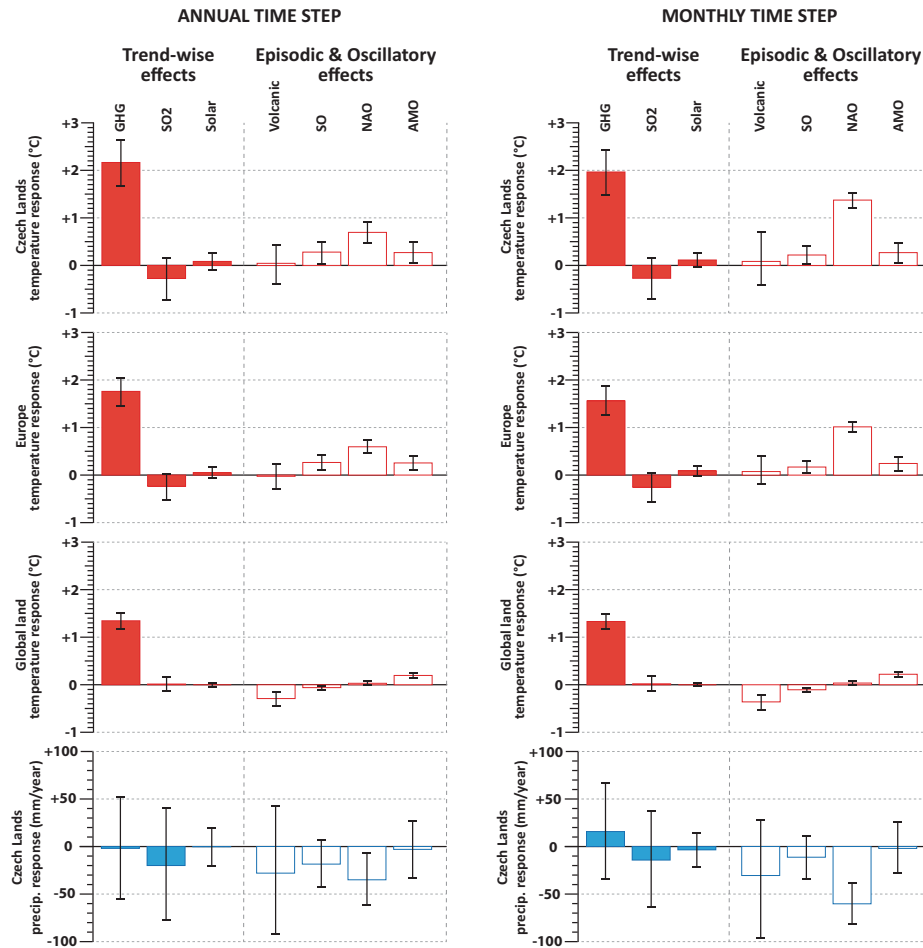 ANNUAL TIME STEP
Trend-wise
effects
Episodic & Oscillatory
effects
GHG
SO2
Solar
Volcanic
SO
NAO
AMO
Czech Lands
temperature response (°C)
+3
+2
+1
0
-1
Europe
temperature response (°C)
+3
+2
+1
0
-1
Global land
temperature response (°C)
+3
+2
+1
0
-1
Czech Lands
precip. response (mm/year)
+100
+50
0
-50
-100
MONTHLY TIME STEP
Trend-wise
effects
Episodic & Oscillatory
effects
GHG
SO2
Solar
Volcanic
SO
NAO
AMO
Czech Lands
temperature response (°C)
+3
+2
+1
0
-1
Europe
temperature response (°C)
+3
+2
+1
0
-1
Global land
temperature response (°C)
+3
+2
+1
0
-1
Czech Lands
precip. response (mm/year)
+100
+50
0
-50
-100